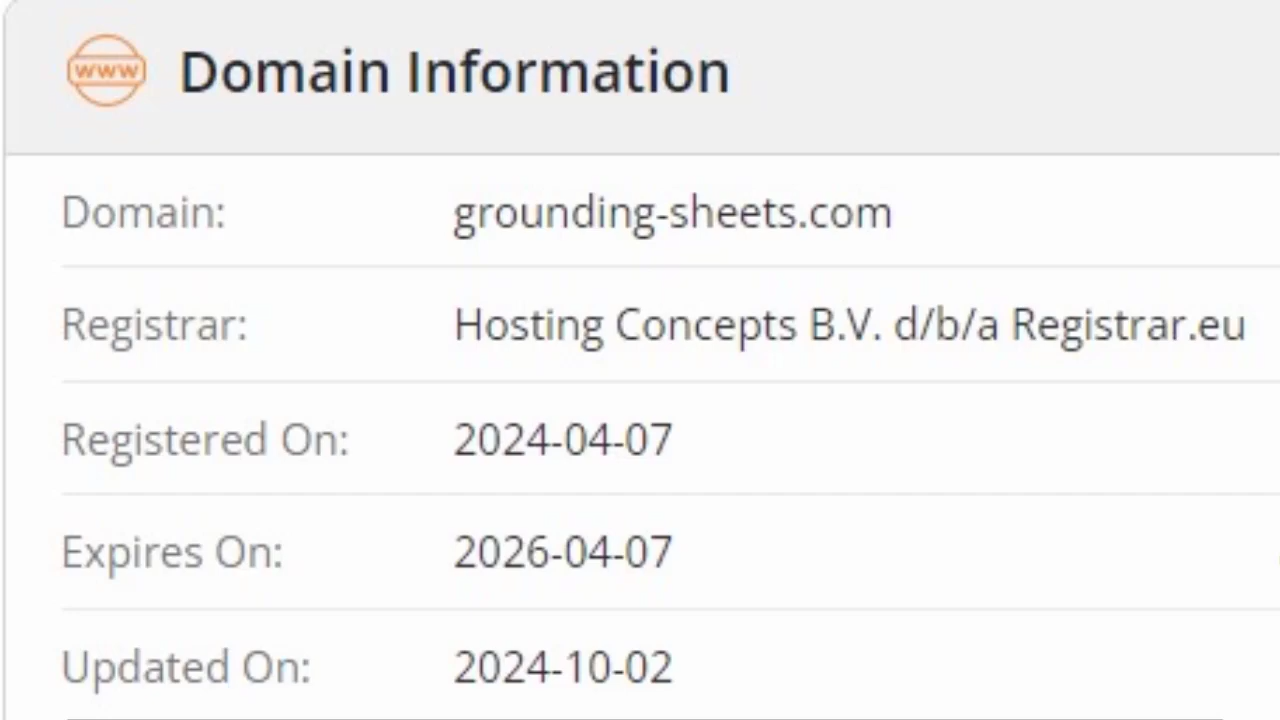 www
Domain Information
Domain: grounding-sheets.com
Registrar: Hosting Concepts B.V. d/b/a Registrar.eu
Registered On: 2024-04-07
Expires On: 2026-04-07
Updated On: 2024-10-02